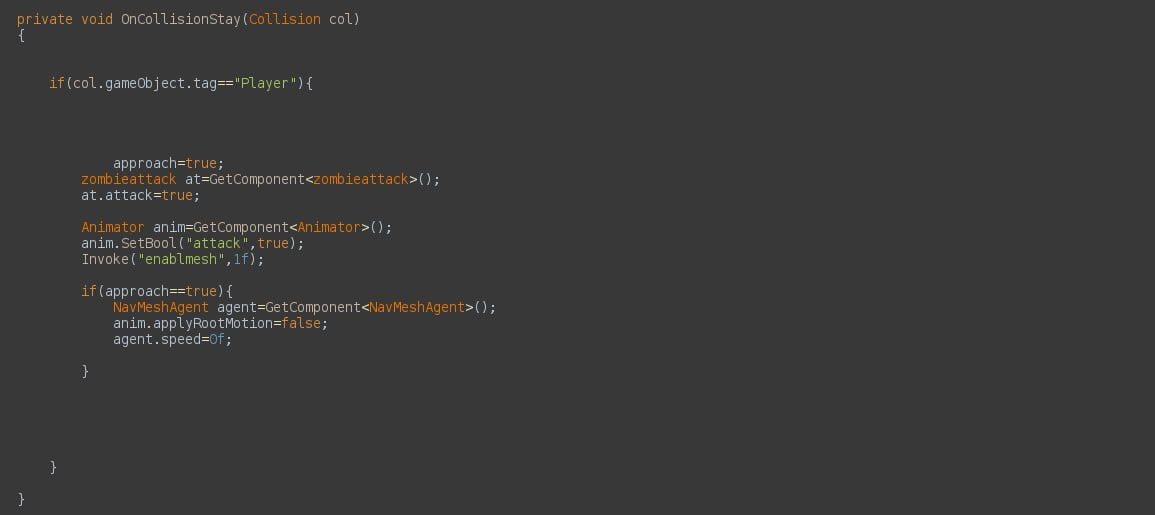 private void OnCollisionStay(Collision col)
{
if(col.gameObject.tag=="Player"){
approach=true;
zombieattack at=GetComponent<zombieattack>();
at.attack=true;
Animator anim=GetComponent<Animator>();
anim.SetBool("attack",true);
Invoke("enablmesh",1f);
if(approach==true){
NavMeshAgent agent=GetComponent<NavMeshAgent>();
anim.applyRootMotion=false;
agent.speed=0f;
}
}
}